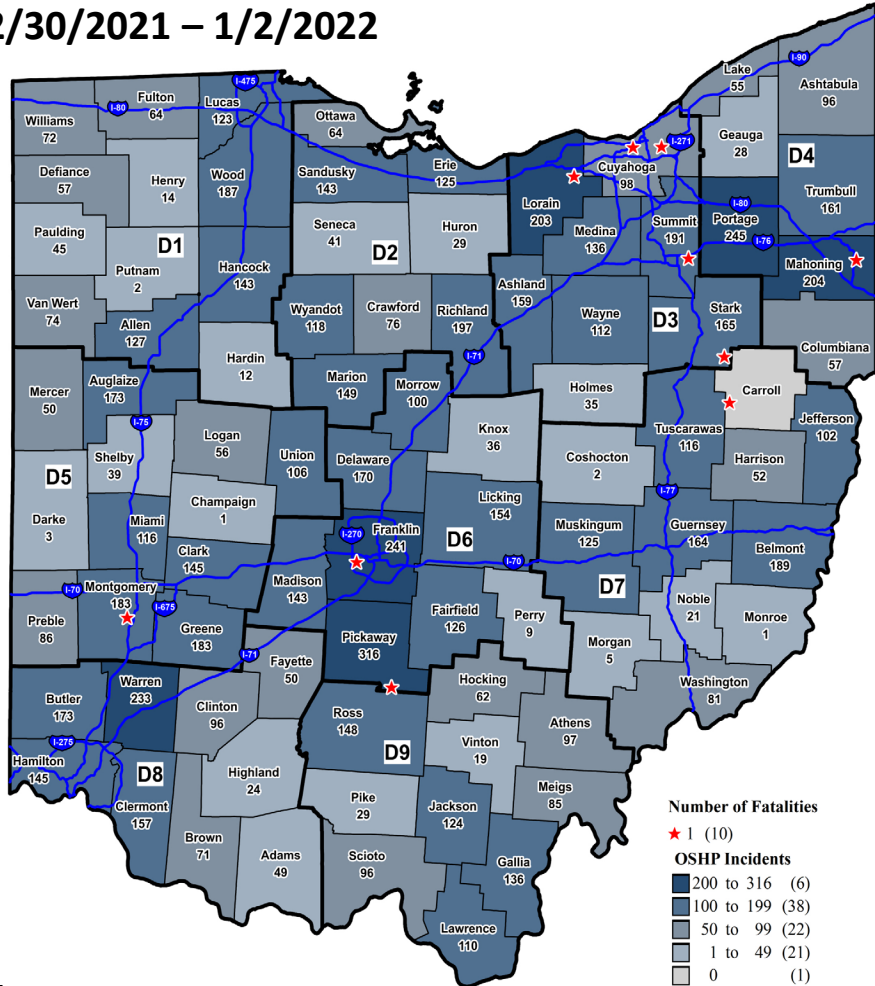 2/30/2021 – 1/2/2022
I-90
Lake
55
Ashtabula
96
I-475
Fulton
64
I-80
Lucas
123
Williams
72
Ottawa
64
I-271
Geauga
28
D4
Cuyahoga
98
Defiance
57
Henry
14
Wood
187
Sandusky
143
Erie
125
Lorain
203
Trumbull
161
I-80
Portage
245
Summit
191
Medina
136
I-76
Mahoning
204
Paulding
45
D1
Seneca
41
D2
Huron
29
Putnam
2
Hancock
143
Ashland
159
Van Wert
74
Allen
127
Wyandot
118
Crawford
76
Richland
197
Wayne
112
D3
Stark
165
Columbiana
57
Hardin
12
I-71
Mercer
50
Auglaize
173
Marion
149
Morrow
100
Holmes
35
Carroll
I-75
Knox
36
Tuscarawas
116
Jefferson
102
Logan
56
Union
106
Delaware
170
Coshocton
2
Harrison
52
Shelby
39
D5
Champaign
1
Licking
154
I-77
Darke
3
Miami
116
I-270
Franklin
241
D6
Muskingum
125
Guernsey
164
Belmont
189
Clark
145
Madison
143
I-70
D7
I-70
Montgomery
183
I-675
Preble
86
Greene
183
Fairfield
126
Perry
9
Noble
21
Monroe
1
Pickaway
316
Morgan
5
I-71
Fayette
50
Hocking
62
Washington
81
Butler
173
Warren
233
Clinton
96
Ross
148
Athens
97
I-275
Vinton
19
Hamilton
145
D8
D9
Highland
24
Meigs
85
Clermont
157
Pike
29
Jackson
124
Brown
71
Adams
49
Scioto
96
Gallia
136
Lawrence
110
Number of Fatalities
1 (10)
OSHP Incidents
200 to 316 (6)
100 to 199 (38)
50 to 99 (22)
1 to 49 (21)
0 (1)